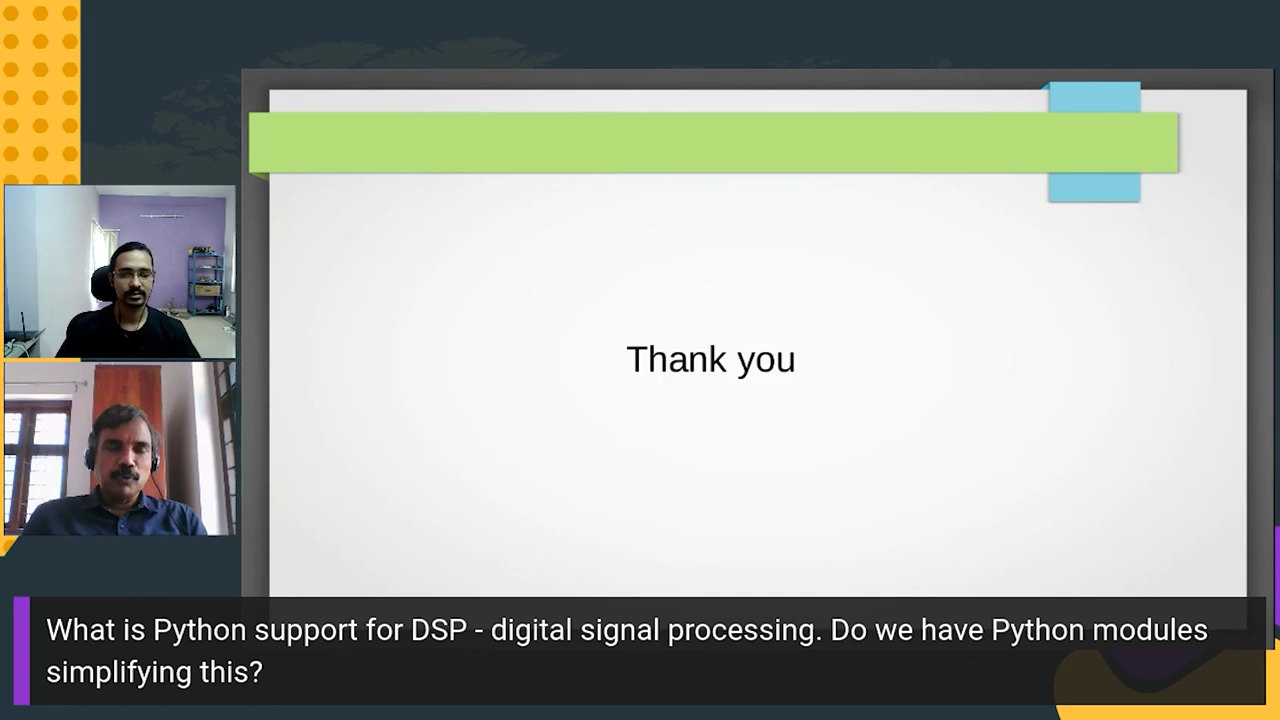 Thank you
What is Python support for DSP - digital signal processing. Do we have Python modules
simplifying this?